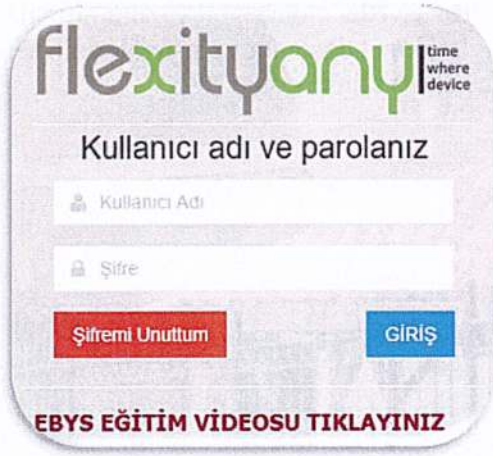 flexityany
time
where
device
Kullanıcı adı ve parolanız
Kullanıcı Adı
Şifre
Şifremi Unuttum
GİRİŞ
EBYS EĞİTİM VİDEOSU TIKLAYINIZ